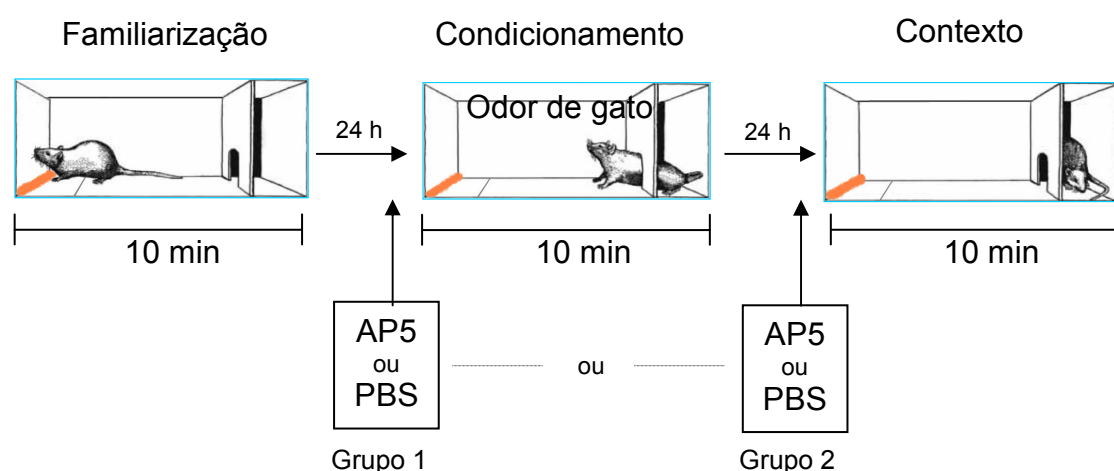 Familiarização
Condicionamento
Contexto
Odor de gato
24 h
24 h
10 min
10 min
10 min
AP5
ou
PBS
ou
AP5
ou
PBS
Grupo 1
Grupo 2